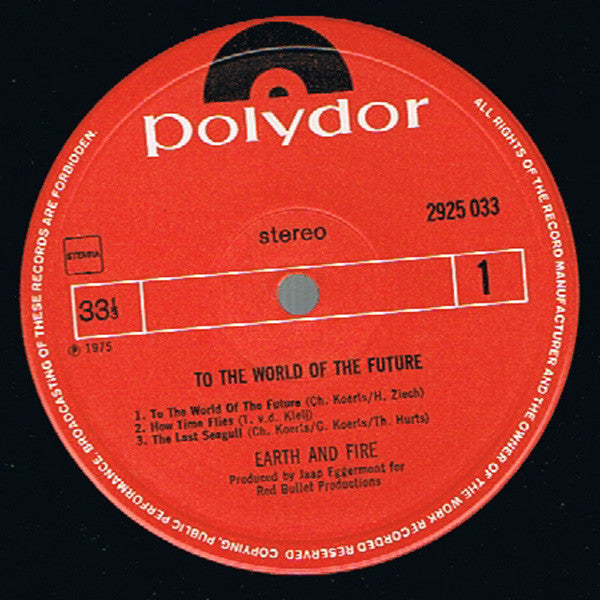 polydor
2925 033
stereo
STEMRA
33⅓
1
℗ 1975
TO THE WORLD OF THE FUTURE
1. To The World Of The Future (Ch. Koerts/H. Ziech)
2. How Time Flies (T. v.d. Kleij)
3. The Last Seagull (Ch. Koerts/G. Koerts/Th. Hurts)
EARTH AND FIRE
Produced by Jaap Eggermont for
Red Bullet Productions
ALL RIGHTS OF THE RECORD MANUFACTURER AND THE OWNER OF THE WORK RECORDED RESERVED COPYING, PUBLIC PERFORMANCE, BROADCASTING OF THESE RECORDS ARE FORBIDDEN.